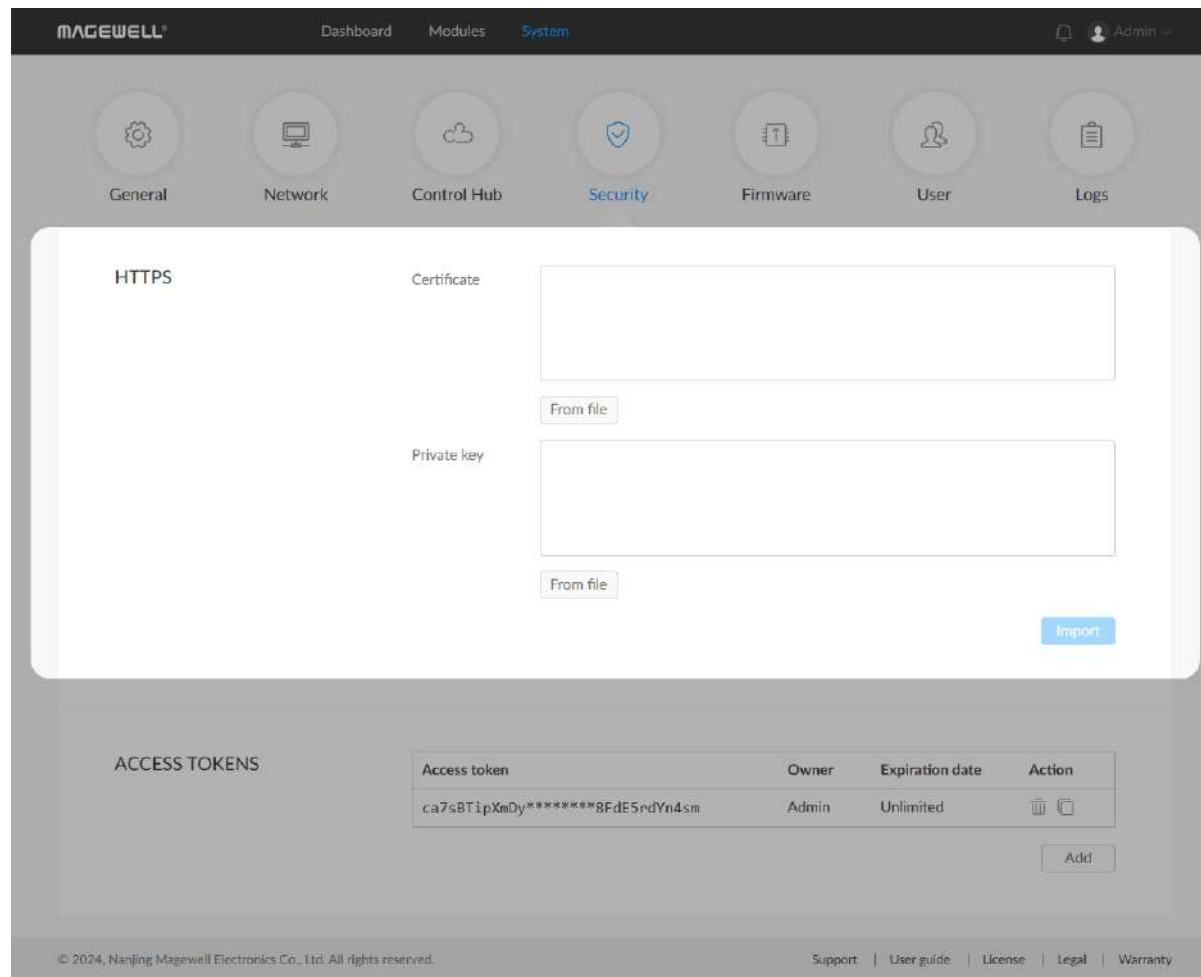 MAGEWELL®
Dashboard Modules System
Admin
General Network Control Hub Security Firmware User Logs
HTTPS
Certificate
From file
Private key
From file
Import
ACCESS TOKENS
Access token Owner Expiration date Action
ca7sBTipXmDy********8FdE5rdYn4sm Admin Unlimited
Add
© 2024, Nanjing Magewell Electronics Co., Ltd. All rights reserved. Support | User guide | License | Legal | Warranty